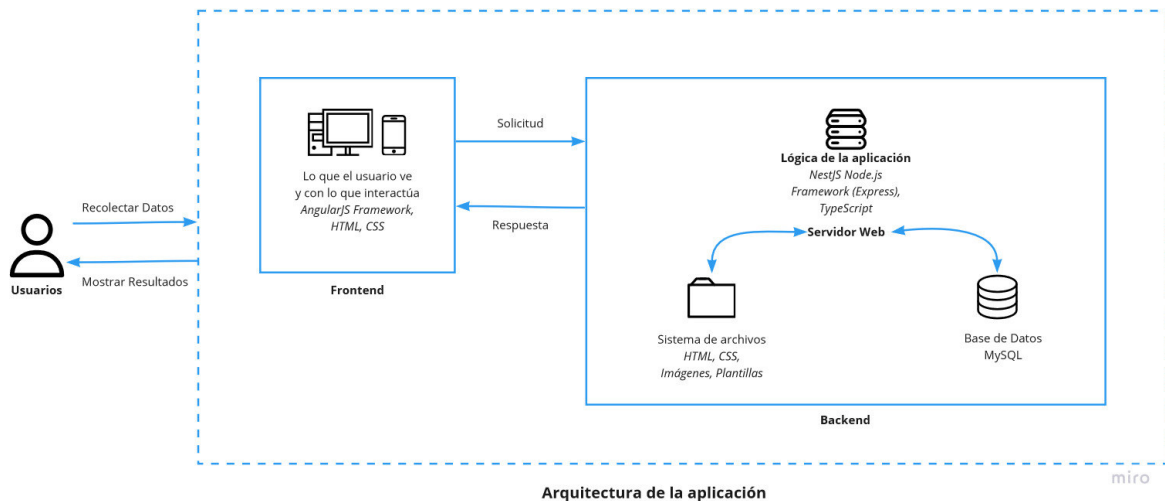 Recolectar Datos
Usuarios
Mostrar Resultados
Lo que el usuario ve
y con lo que interactúa
AngularJS Framework,
HTML, CSS
Frontend
Solicitud
Respuesta
Lógica de la aplicación
NestJS Node.js
Framework (Express),
TypeScript
Servidor Web
Sistema de archivos
HTML, CSS,
Imágenes, Plantillas
Base de Datos
MySQL
Backend
miro
Arquitectura de la aplicación